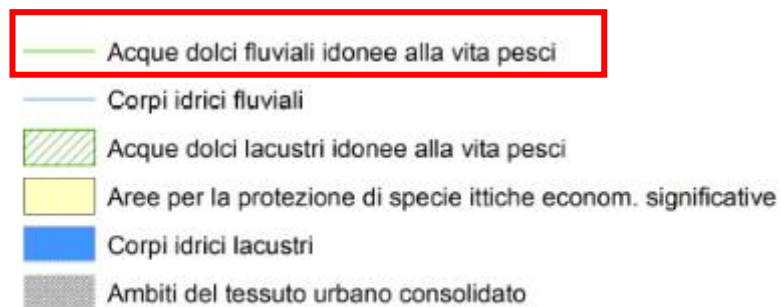 Acque dolci fluviali idonee alla vita pesci
Corpi idrici fluviali
Acque dolci lacustri idonee alla vita pesci
Aree per la protezione di specie ittiche econom. significative
Corpi idrici lacustri
Ambiti del tessuto urbano consolidato